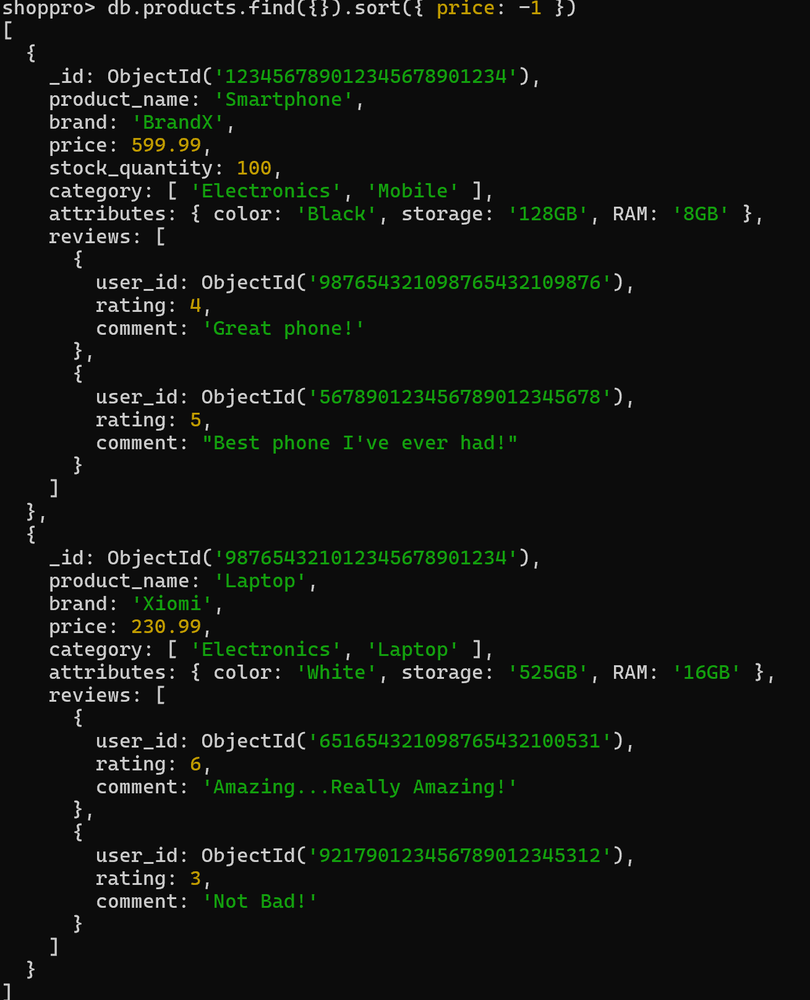 shoppro> db.products.find({}).sort({ price: -1 })
[
  {
    _id: ObjectId('123456789012345678901234'),
    product_name: 'Smartphone',
    brand: 'BrandX',
    price: 599.99,
    stock_quantity: 100,
    category: [ 'Electronics', 'Mobile' ],
    attributes: { color: 'Black', storage: '128GB', RAM: '8GB' },
    reviews: [
      {
        user_id: ObjectId('987654321098765432109876'),
        rating: 4,
        comment: 'Great phone!'
      },
      {
        user_id: ObjectId('567890123456789012345678'),
        rating: 5,
        comment: "Best phone I've ever had!"
      }
    ]
  },
  {
    _id: ObjectId('987654321012345678901234'),
    product_name: 'Laptop',
    brand: 'Xiomi',
    price: 230.99,
    category: [ 'Electronics', 'Laptop' ],
    attributes: { color: 'White', storage: '525GB', RAM: '16GB' },
    reviews: [
      {
        user_id: ObjectId('651654321098765432100531'),
        rating: 6,
        comment: 'Amazing...Really Amazing!'
      },
      {
        user_id: ObjectId('921790123456789012345312'),
        rating: 3,
        comment: 'Not Bad!'
      }
    ]
  }
]